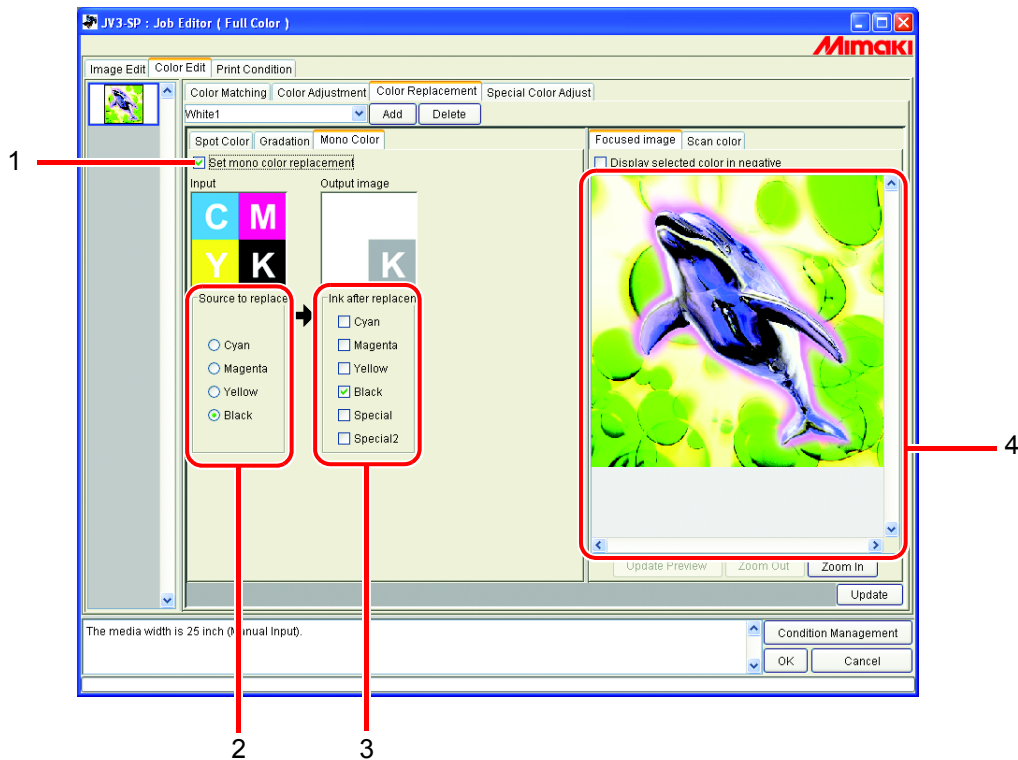 JV3-SP : Job Editor ( Full Color )
Mimaki
Image Edit Color Edit Print Condition
Color Matching Color Adjustment Color Replacement Special Color Adjust
White1 Add Delete
Spot Color Gradation Mono Color
Focused image Scan color
1
Set mono color replacement
Display selected color in negative
Input Output image
C M
Y K K
Source to replace Ink after replacen
Cyan
Cyan
Magenta
Magenta
Yellow
Yellow
Black
Black
Special
Special2
4
Update Preview Zoom Out Zoom In
Update
The media width is 25 inch (Manual Input).
Condition Management
OK Cancel
2 3